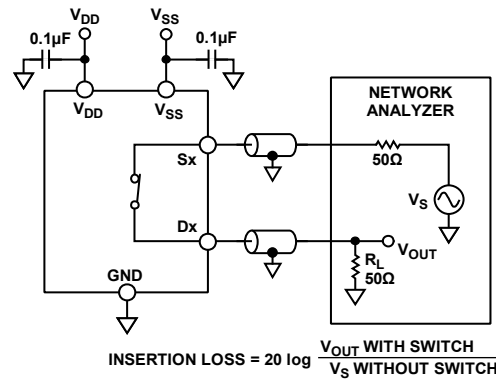 VDD
VSS
0.1µF
0.1µF
VDD
VSS
NETWORK
ANALYZER
Sx
50Ω
VS
Dx
VOUT
RL
50Ω
GND
INSERTION LOSS = 20 log VOUT WITH SWITCH
VS WITHOUT SWITCH